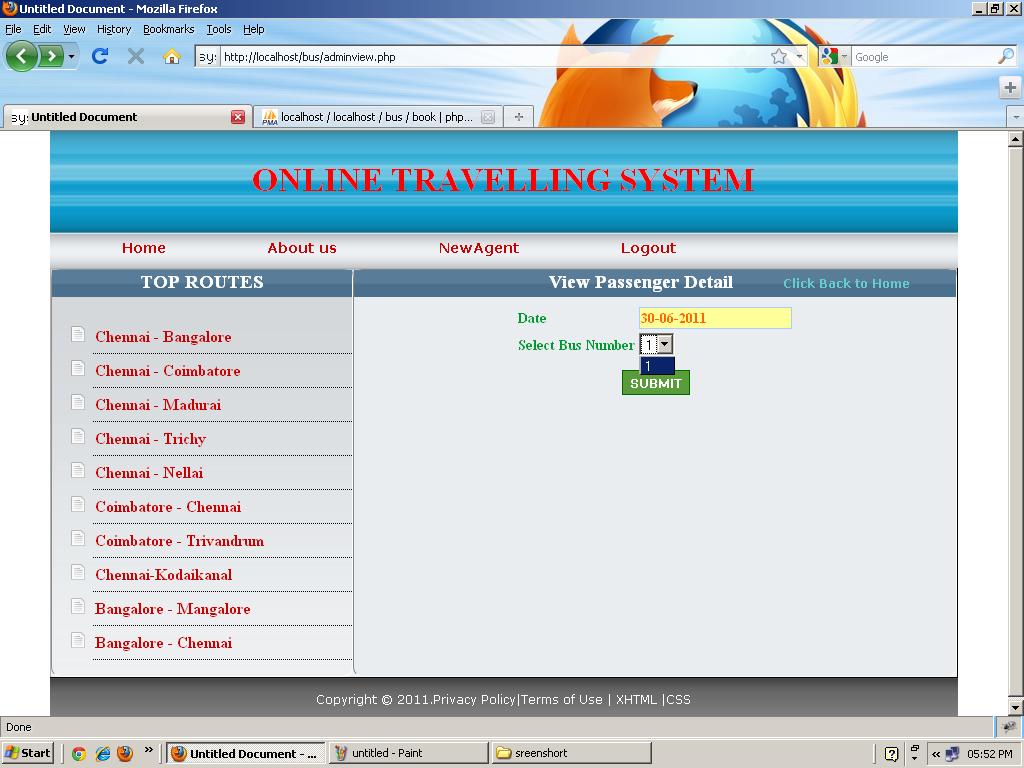 Untitled Document - Mozilla Firefox
File Edit View History Bookmarks Tools Help
sy: http://localhost/bus/adminview.php Google
sy: Untitled Document localhost / localhost / bus / book | php...
PMA
ONLINE TRAVELLING SYSTEM
Home About us NewAgent Logout
TOP ROUTES View Passenger Detail Click Back to Home
Date 30-06-2011
Select Bus Number 1
1
SUBMIT
Chennai - Bangalore
Chennai - Coimbatore
Chennai - Madurai
Chennai - Trichy
Chennai - Nellai
Coimbatore - Chennai
Coimbatore - Trivandrum
Chennai-Kodaikanal
Bangalore - Mangalore
Bangalore - Chennai
Copyright © 2011.Privacy Policy|Terms of Use | XHTML |CSS
Done
Start Untitled Document - ... untitled - Paint sreenshort 05:52 PM